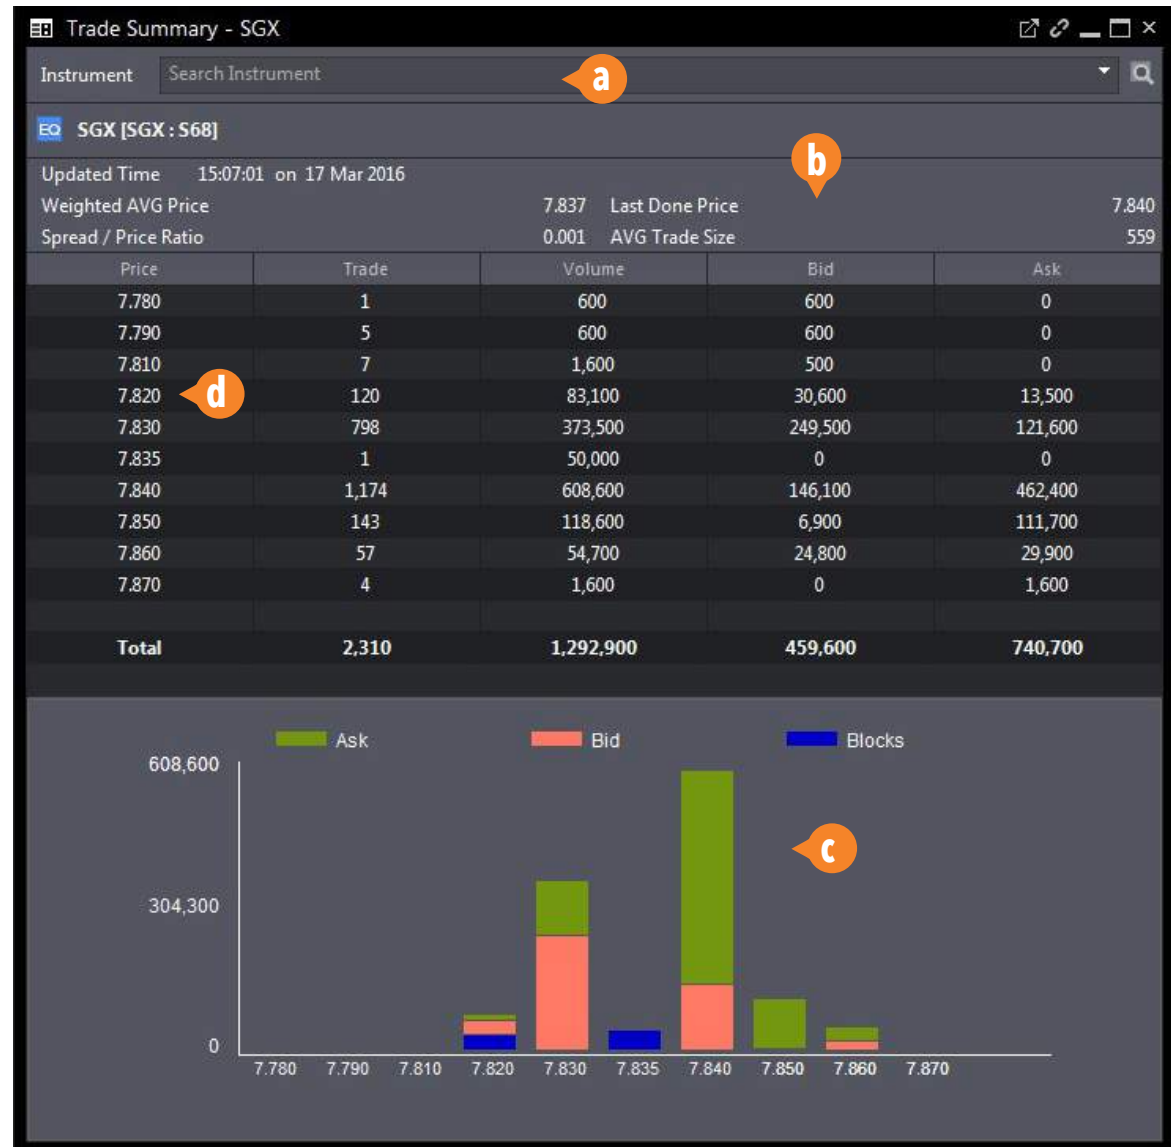 Trade Summary - SGX
Instrument Search Instrument a
EQ SGX [SGX : S68]
b
Updated Time 15:07:01 on 17 Mar 2016
Weighted AVG Price 7.837 Last Done Price 7.840
Spread / Price Ratio 0.001 AVG Trade Size 559
Price Trade Volume Bid Ask
7.780 1 600 600 0
7.790 5 600 600 0
7.810 7 1,600 500 0
7.820 d 120 83,100 30,600 13,500
7.830 798 373,500 249,500 121,600
7.835 1 50,000 0 0
7.840 1,174 608,600 146,100 462,400
7.850 143 118,600 6,900 111,700
7.860 57 54,700 24,800 29,900
7.870 4 1,600 0 1,600
Total 2,310 1,292,900 459,600 740,700
Ask Bid Blocks
608,600
c
304,300
0
7.780 7.790 7.810 7.820 7.830 7.835 7.840 7.850 7.860 7.870